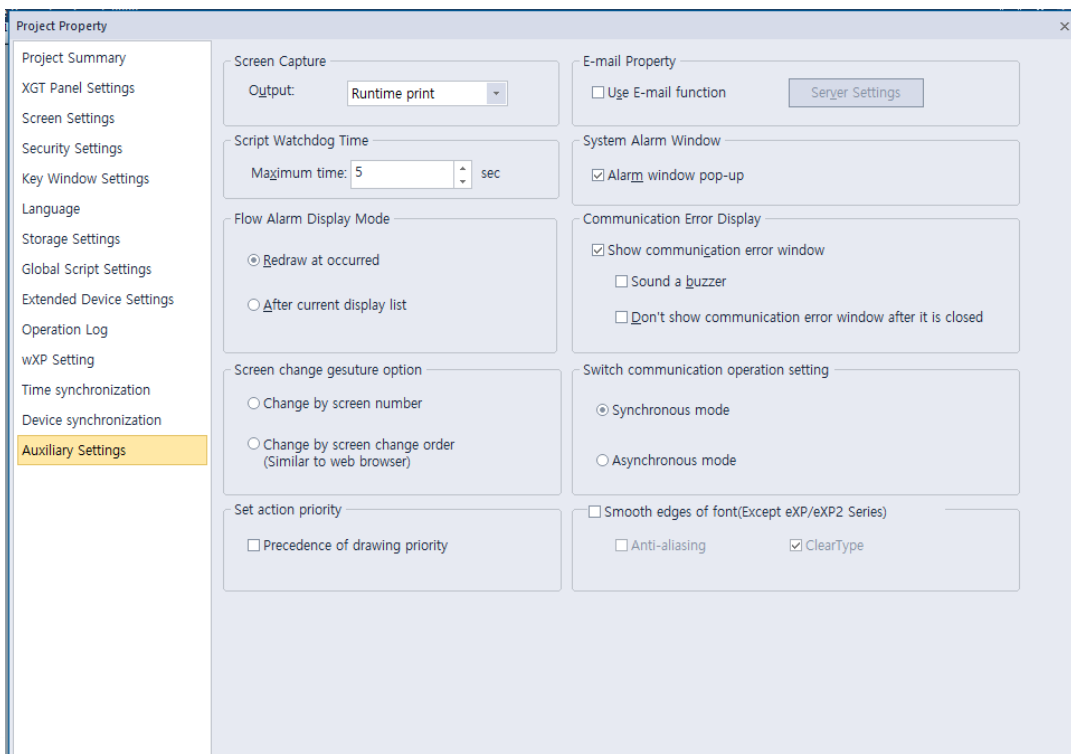 Project Property
Project Summary
XGT Panel Settings
Screen Settings
Security Settings
Key Window Settings
Language
Storage Settings
Global Script Settings
Extended Device Settings
Operation Log
wXP Setting
Time synchronization
Device synchronization
Auxiliary Settings
Screen Capture
Output: Runtime print
Script Watchdog Time
Maximum time: 5 sec
Flow Alarm Display Mode
Redraw at occurred
After current display list
Screen change gesuture option
Change by screen number
Change by screen change order
(Similar to web browser)
Set action priority
Precedence of drawing priority
E-mail Property
Use E-mail function Server Settings
System Alarm Window
Alarm window pop-up
Communication Error Display
Show communication error window
Sound a buzzer
Don't show communication error window after it is closed
Switch communication operation setting
Synchronous mode
Asynchronous mode
Smooth edges of font(Except eXP/eXP2 Series)
Anti-aliasing ClearType